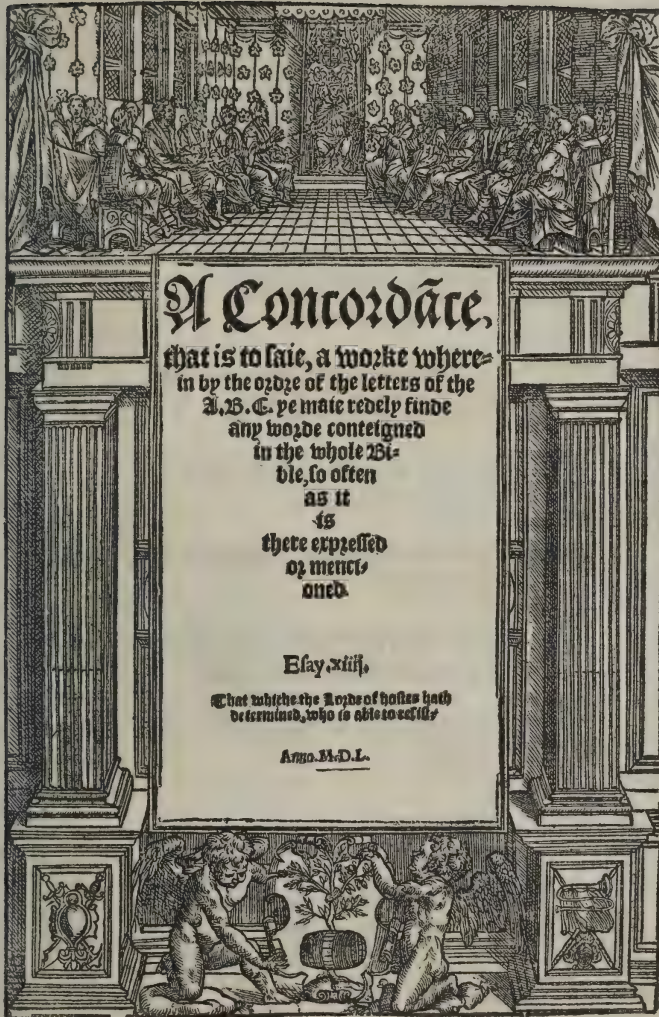 A Concordãce,
that is to saie, a worke where⸗
in by the ordre of the letters of the
A.B.C. ye maie redely finde
any worde conteigned
in the whole Bi⸗
ble, so often
as it
is
there expressed
or menci⸗
oned.
Esay.xiiij.
That whiche the Lorde of hostes hath
determined, who is able to resist⸗
Anno.M.D.L.